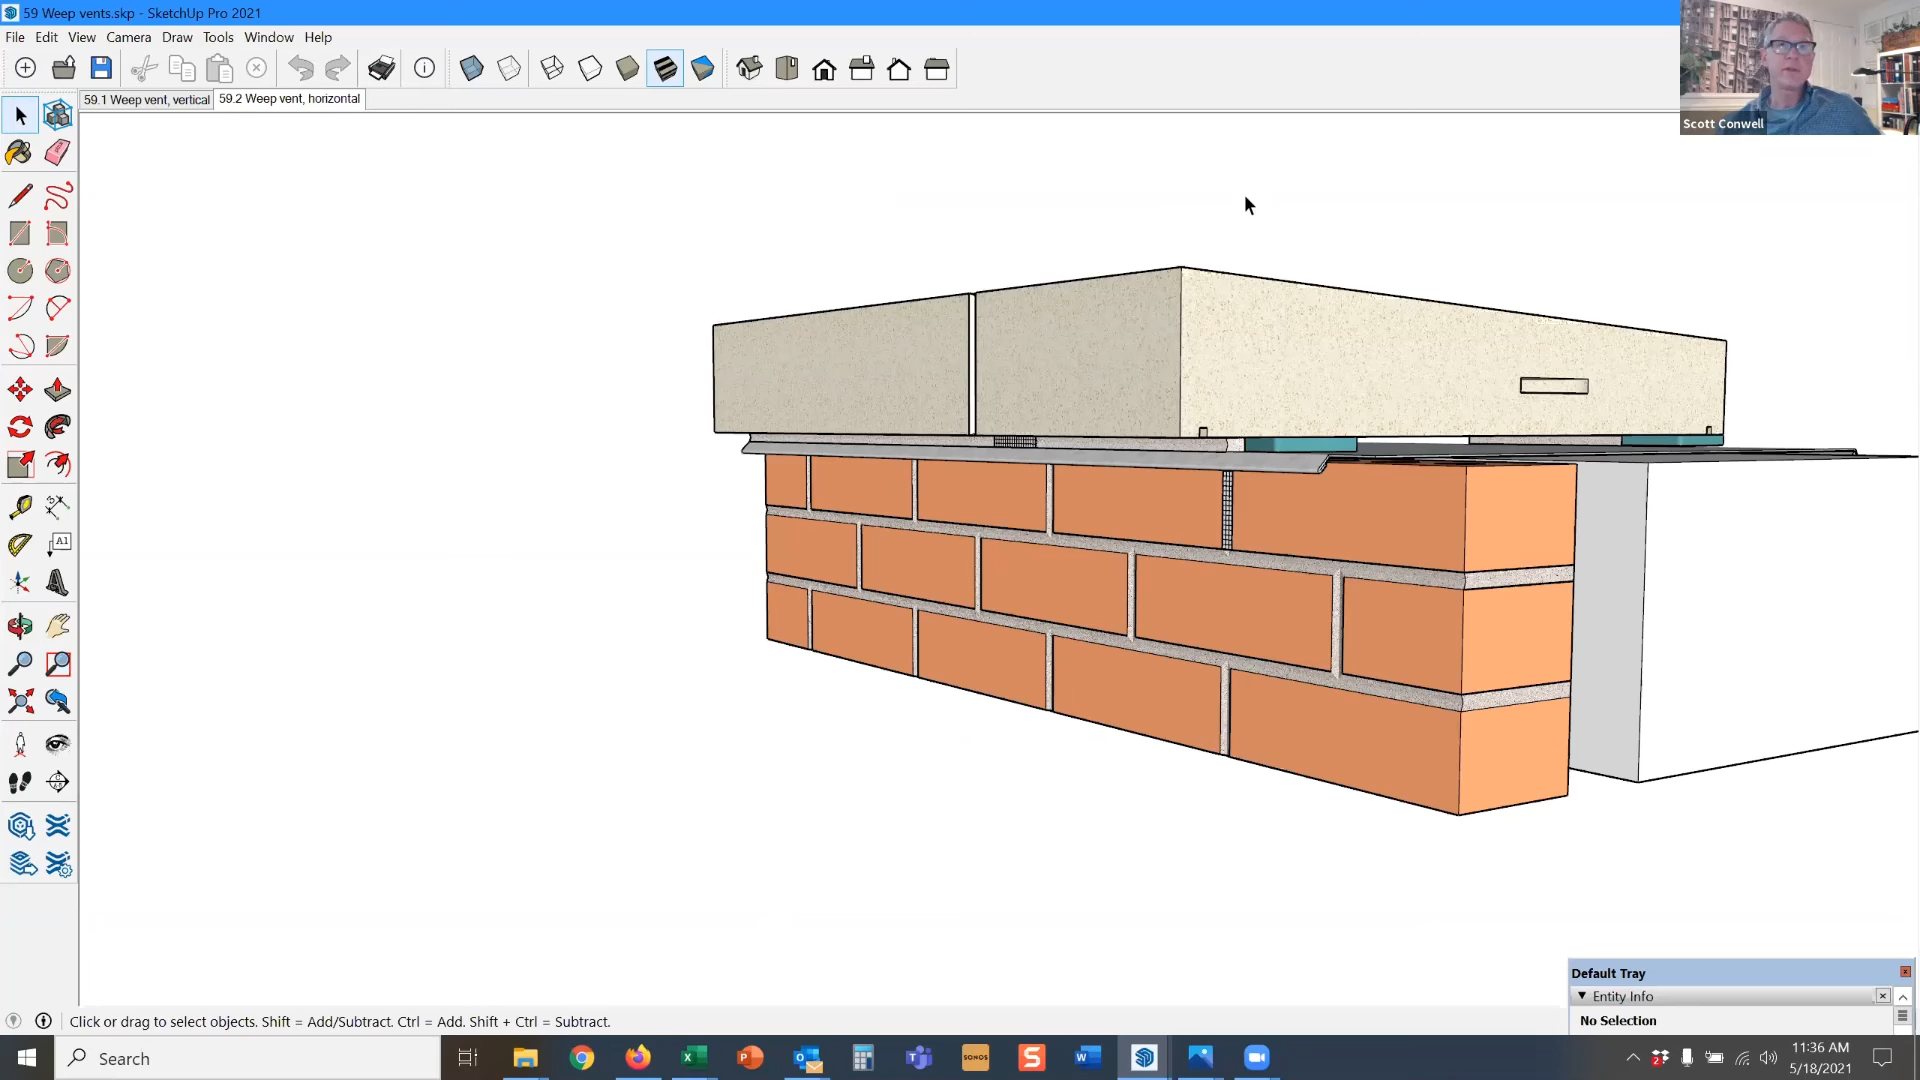 59 Weep vents.skp - SketchUp Pro 2021
File Edit View Camera Draw Tools Window Help
59.1 Weep vent, vertical
59.2 Weep vent, horizontal
Scott Conwell
A1
Default Tray
Entity Info
No Selection
Click or drag to select objects. Shift = Add/Subtract. Ctrl = Add. Shift + Ctrl = Subtract.
Search
SONOS
11:36 AM
5/18/2021